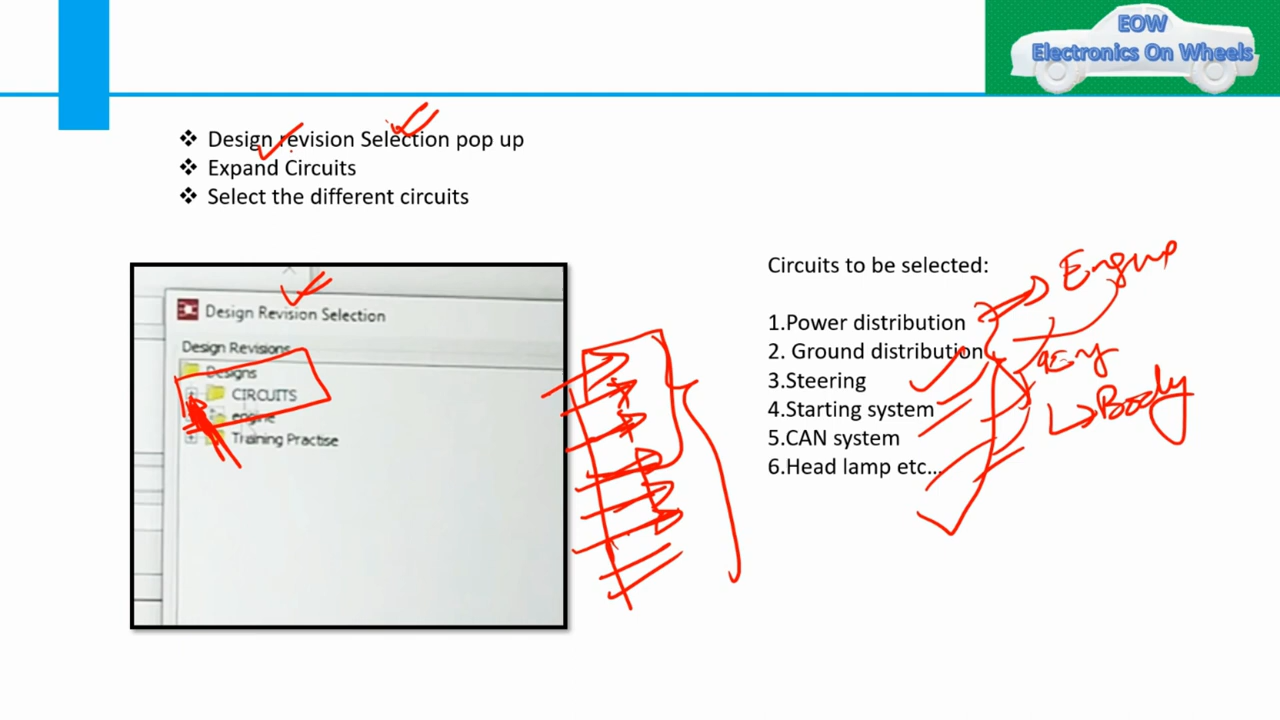 EOW
Electronics On Wheels
❖ Design revision Selection pop up
❖ Expand Circuits
❖ Select the different circuits
Design Revision Selection
Design Revisions
Designs
CIRCUITS
engine
Training Practise
Circuits to be selected:
1.Power distribution
2. Ground distribution
3.Steering
4.Starting system
5.CAN system
6.Head lamp etc...
Body